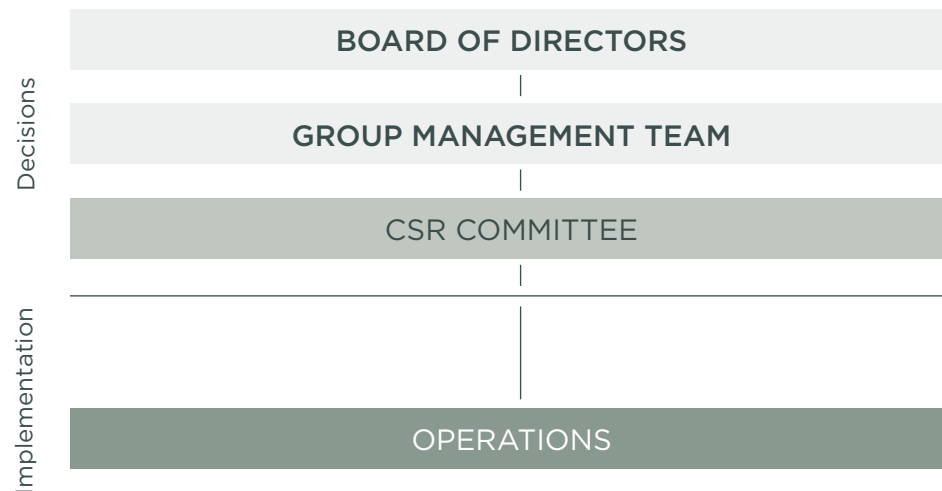 Decisions
BOARD OF DIRECTORS
GROUP MANAGEMENT TEAM
CSR COMMITTEE
Implementation
OPERATIONS